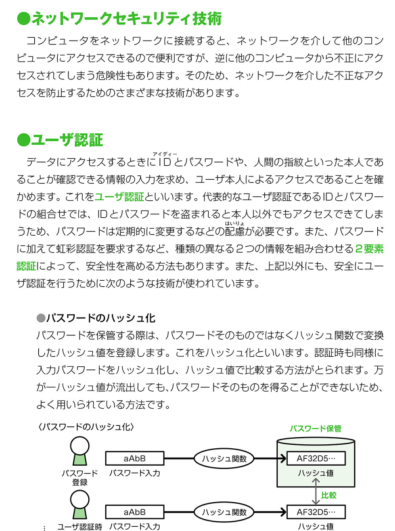 ●ネットワークセキュリティ技術
コンピュータをネットワークに接続すると、ネットワークを介して他のコン
ピュータにアクセスできるので便利ですが、逆に他のコンピュータから不正にアク
セスされてしまう危険性もあります。そのため、ネットワークを介した不正なアク
セスを防止するためのさまざまな技術があります。
●ユーザ認証
アイディー
データにアクセスするときにIDとパスワードや、人間の指紋といった本人であ
ることが確認できる情報の入力を求め、ユーザ本人によるアクセスであることを確
かめます。これをユーザ認証といいます。代表的なユーザ認証であるIDとパスワー
ドの組合せでは、IDとパスワードを盗まれると本人以外でもアクセスできてしま
はいりょ
うため、パスワードは定期的に変更するなどの配慮が必要です。また、パスワード
に加えて虹彩認証を要求するなど、種類の異なる2つの情報を組み合わせる2要素
認証によって、安全性を高める方法もあります。また、上記以外にも、安全にユー
ザ認証を行うために次のような技術が使われています。
●パスワードのハッシュ化
パスワードを保管する際は、パスワードそのものではなくハッシュ関数で変換
したハッシュ値を登録します。これをハッシュ化といいます。認証時も同様に
入力パスワードをハッシュ化し、ハッシュ値で比較する方法がとられます。万
が一ハッシュ値が流出しても、パスワードそのものを得ることができないため、
よく用いられている方法です。
〈パスワードのハッシュ化〉
パスワード保管
aAbB
ハッシュ関数
AF32D5…
パスワード
登録
パスワード入力
ハッシュ値
比較
aAbB
ハッシュ関数
AF32D5…
ユーザ認証時
パスワード入力
ハッシュ値